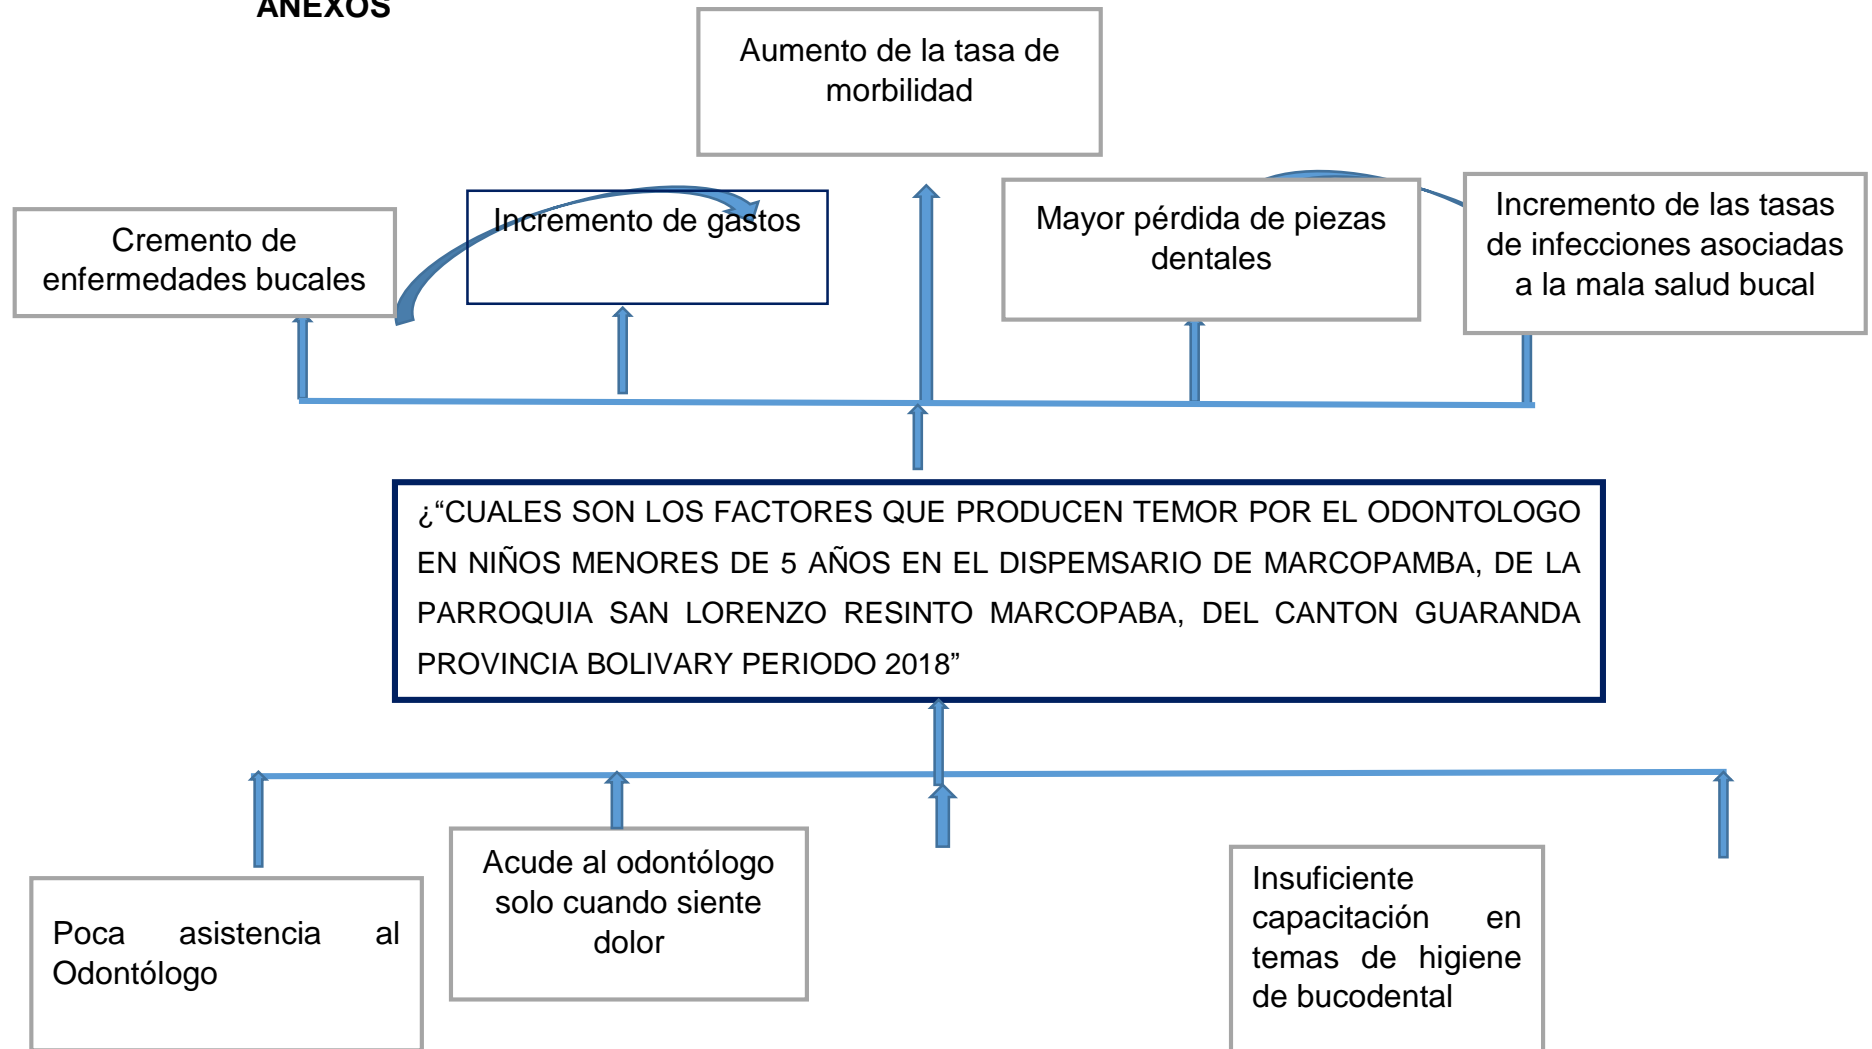 ANEXOS
Aumento de la tasa de
morbilidad
Cremento de
enfermedades bucales
Incremento de gastos
Mayor pérdida de piezas
dentales
Incremento de las tasas
de infecciones asociadas
a la mala salud bucal
¿“CUALES SON LOS FACTORES QUE PRODUCEN TEMOR POR EL ODONTOLOGO
EN NIÑOS MENORES DE 5 AÑOS EN EL DISPEMSARIO DE MARCOPAMBA, DE LA
PARROQUIA SAN LORENZO RESINTO MARCOPABA, DEL CANTON GUARANDA
PROVINCIA BOLIVARY PERIODO 2018”
Poca asistencia al
Odontólogo
Acude al odontólogo
solo cuando siente
dolor
Insuficiente
capacitación en
temas de higiene
de bucodental